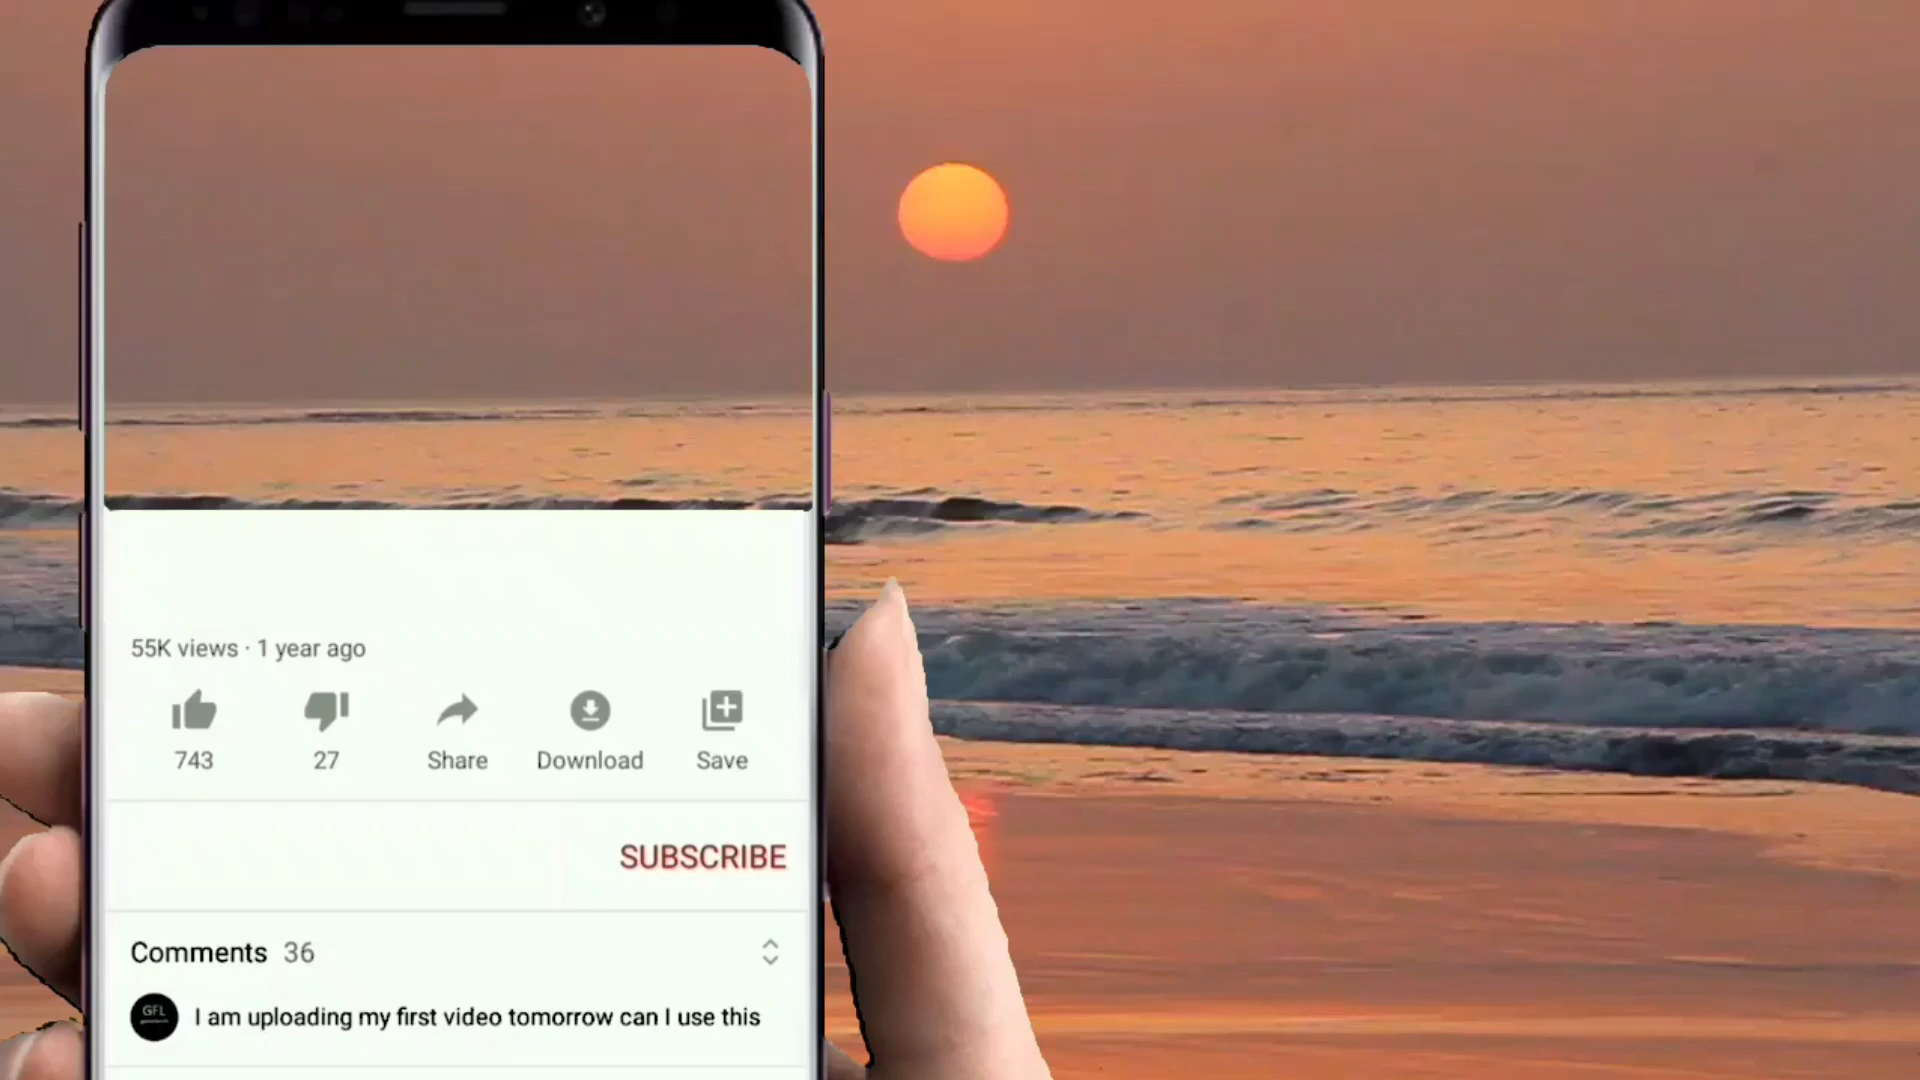 55K views · 1 year ago
743
27
Share
Download
Save
SUBSCRIBE
Comments 36
GFL
I am uploading my first video tomorrow can I use this